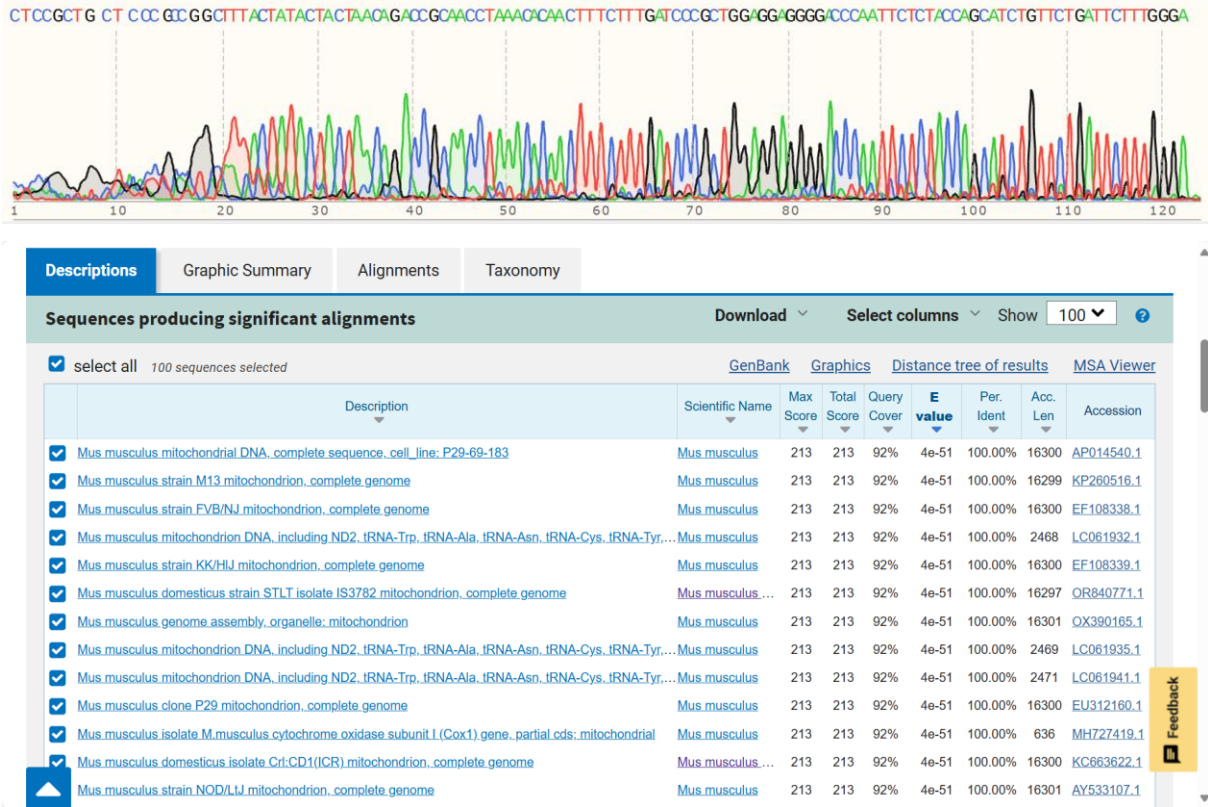 CTCCGCTG CT CCC GCCGGCTTTACTATACTACTAACAGACCGCAACCTAAACACAACTTTCTTTGATCCCGCTGGAGGAGGGGACCCAATTCTCTACCAGCATCTGTTCTGATTCTTTGGGA
1 10 20 30 40 50 60 70 80 90 100 110 120
Descriptions Graphic Summary Alignments Taxonomy
Sequences producing significant alignments Download Select columns Show 100 ?
select all 100 sequences selected GenBank Graphics Distance tree of results MSA Viewer
Description Scientific Name Max Score Total Score Query Cover E value Per. Ident Acc. Len Accession
Mus musculus mitochondrial DNA, complete sequence, cell_line: P29-69-183 Mus musculus 213 213 92% 4e-51 100.00% 16300 AP014540.1
Mus musculus strain M13 mitochondrion, complete genome Mus musculus 213 213 92% 4e-51 100.00% 16299 KP260516.1
Mus musculus strain FVB/NJ mitochondrion, complete genome Mus musculus 213 213 92% 4e-51 100.00% 16300 EF108338.1
Mus musculus mitochondrion DNA, including ND2, tRNA-Trp, tRNA-Ala, tRNA-Asn, tRNA-Cys, tRNA-Tyr,... Mus musculus 213 213 92% 4e-51 100.00% 2468 LC061932.1
Mus musculus strain KK/HlJ mitochondrion, complete genome Mus musculus 213 213 92% 4e-51 100.00% 16300 EF108339.1
Mus musculus domesticus strain STLT isolate IS3782 mitochondrion, complete genome Mus musculus ... 213 213 92% 4e-51 100.00% 16297 OR840771.1
Mus musculus genome assembly, organelle: mitochondrion Mus musculus 213 213 92% 4e-51 100.00% 16301 OX390165.1
Mus musculus mitochondrion DNA, including ND2, tRNA-Trp, tRNA-Ala, tRNA-Asn, tRNA-Cys, tRNA-Tyr,... Mus musculus 213 213 92% 4e-51 100.00% 2469 LC061935.1
Mus musculus mitochondrion DNA, including ND2, tRNA-Trp, tRNA-Ala, tRNA-Asn, tRNA-Cys, tRNA-Tyr,... Mus musculus 213 213 92% 4e-51 100.00% 2471 LC061941.1
Mus musculus clone P29 mitochondrion, complete genome Mus musculus 213 213 92% 4e-51 100.00% 16300 EU312160.1
Mus musculus isolate M.musculus cytochrome oxidase subunit I (Cox1) gene, partial cds; mitochondrial Mus musculus 213 213 92% 4e-51 100.00% 636 MH727419.1
Mus musculus domesticus isolate Crl:CD1(ICR) mitochondrion, complete genome Mus musculus ... 213 213 92% 4e-51 100.00% 16300 KC663622.1
Mus musculus strain NOD/LtJ mitochondrion, complete genome Mus musculus 213 213 92% 4e-51 100.00% 16301 AY533107.1
Feedback